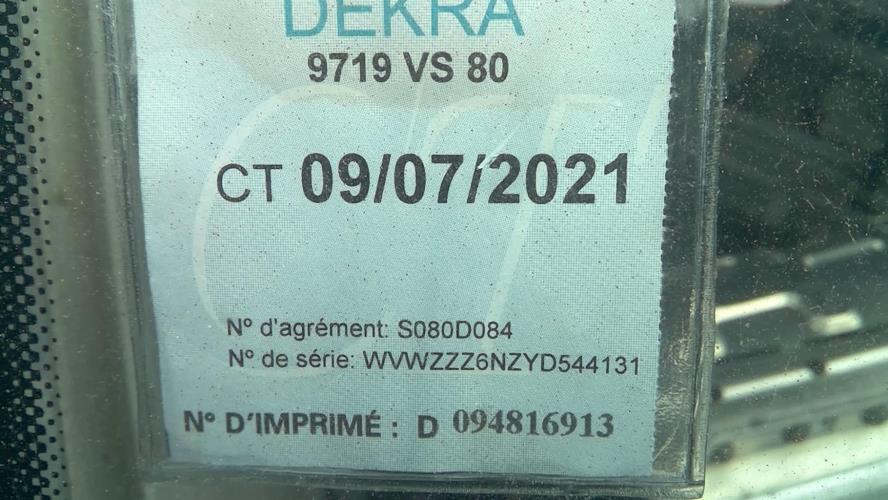 DEKRA
9719 VS 80
CT 09/07/2021
N° d'agrément: S080D084
N° de série: WVWZZZ6NZYD544131
N° D'IMPRIMÉ : D 094816913